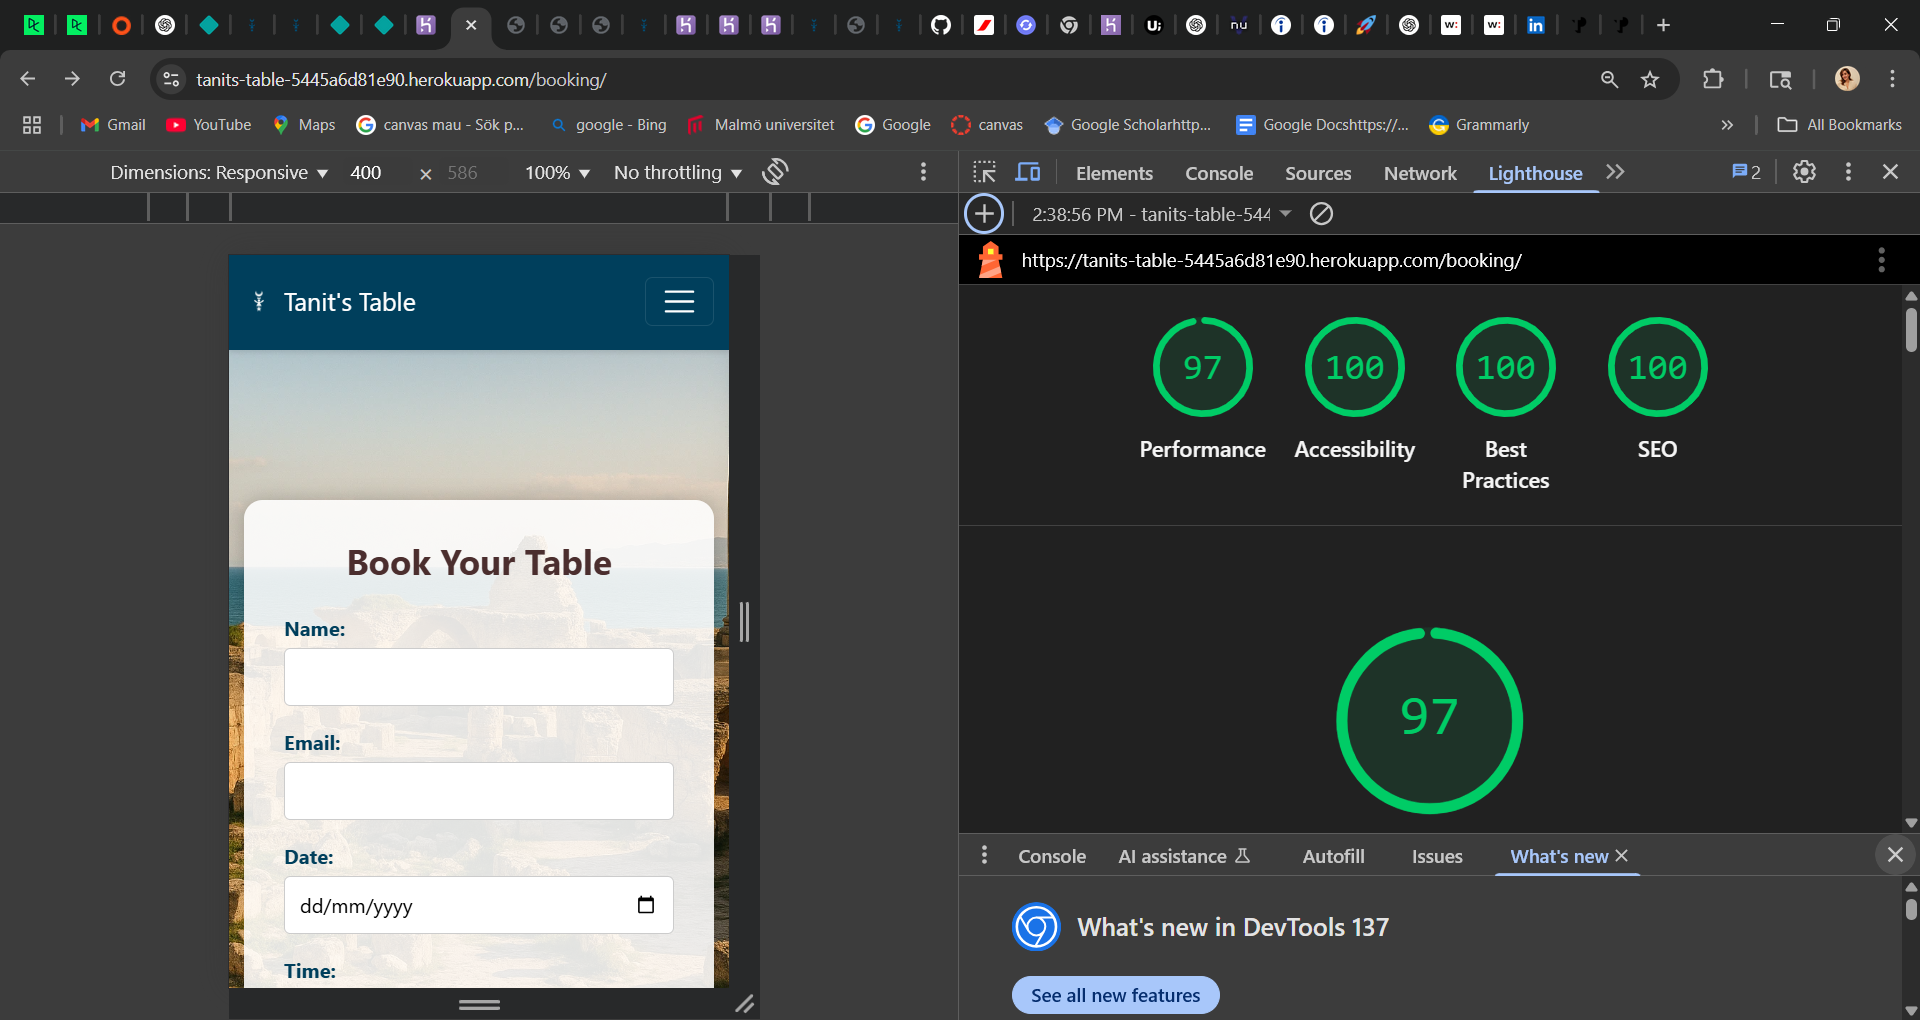 tanits-table-5445a6d81e90.herokuapp.com/booking/
Gmail YouTube Maps canvas mau - Sök p... google - Bing Malmö universitet Google canvas Google Scholarhttp... Google Docshttps://... Grammarly » All Bookmarks
Dimensions: Responsive ▼ 400 × 586 100% ▼ No throttling ▼
Elements Console Sources Network Lighthouse 2
2:38:56 PM - tanits-table-544
https://tanits-table-5445a6d81e90.herokuapp.com/booking/
Tanit's Table
Book Your Table
Name:
Email:
Date:
dd/mm/yyyy
Time:
97 100 100 100
Performance Accessibility Best Practices SEO
97
Console AI assistance Autofill Issues What's new
What's new in DevTools 137
See all new features